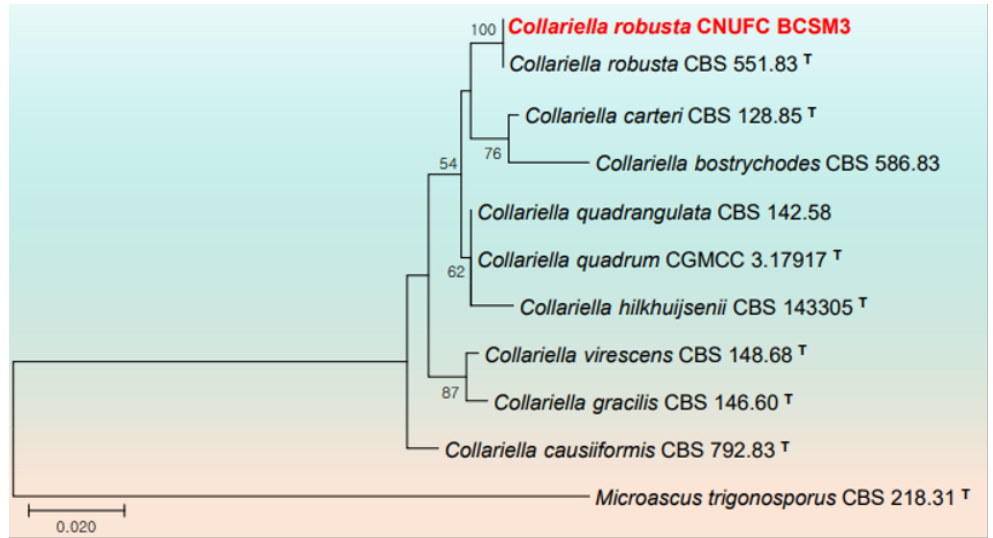 100
Collariella robusta CNUFC BCSM3
Collariella robusta CBS 551.83 T
Collariella carteri CBS 128.85 T
76
Collariella bostrychodes CBS 586.83
54
Collariella quadrangulata CBS 142.58
Collariella quadrum CGMCC 3.17917 T
62
Collariella hilkhuijsenii CBS 143305 T
Collariella virescens CBS 148.68 T
87
Collariella gracilis CBS 146.60 T
Collariella causiiformis CBS 792.83 T
Microascus trigonosporus CBS 218.31 T
0.020